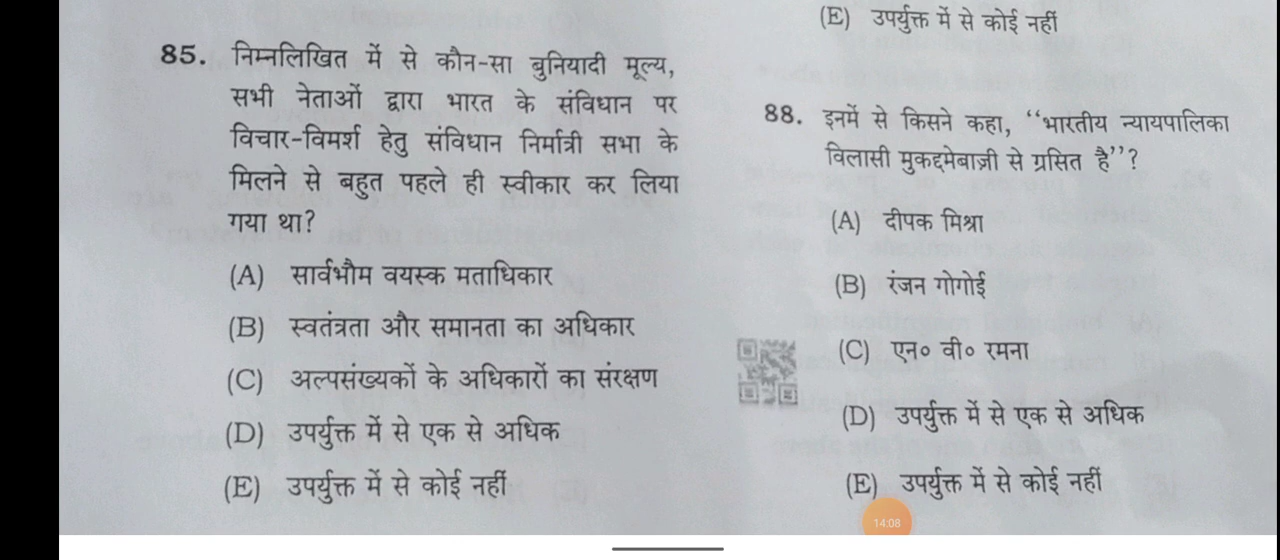 85. निम्नलिखित में से कौन-सा बुनियादी मूल्य,
सभी नेताओं द्वारा भारत के संविधान पर
विचार-विमर्श हेतु संविधान निर्मात्री सभा के
मिलने से बहुत पहले ही स्वीकार कर लिया
गया था?
(A) सार्वभौम वयस्क मताधिकार
(B) स्वतंत्रता और समानता का अधिकार
(C) अल्पसंख्यकों के अधिकारों का संरक्षण
(D) उपर्युक्त में से एक से अधिक
(E) उपर्युक्त में से कोई नहीं
(E) उपर्युक्त में से कोई नहीं
88. इनमें से किसने कहा, “भारतीय न्यायपालिका
विलासी मुकद्दमेबाज़ी से ग्रसित है”?
(A) दीपक मिश्रा
(B) रंजन गोगोई
(C) एन० वी० रमना
(D) उपर्युक्त में से एक से अधिक
(E) उपर्युक्त में से कोई नहीं
14:08